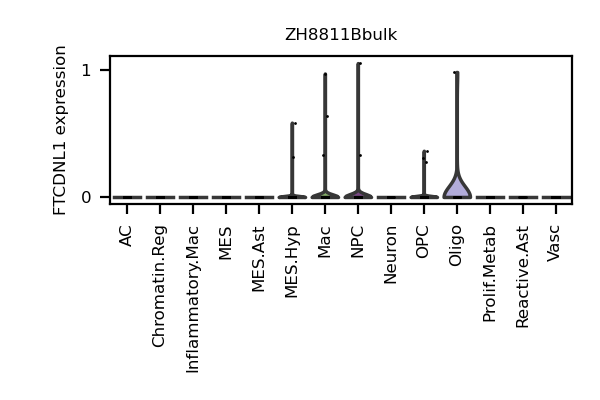 ZH8811Bbulk
FTCDNL1 expression
1
0
AC
Chromatin.Reg
Inflammatory.Mac
MES
MES.Ast
MES.Hyp
Mac
NPC
Neuron
OPC
Oligo
Prolif.Metab
Reactive.Ast
Vasc